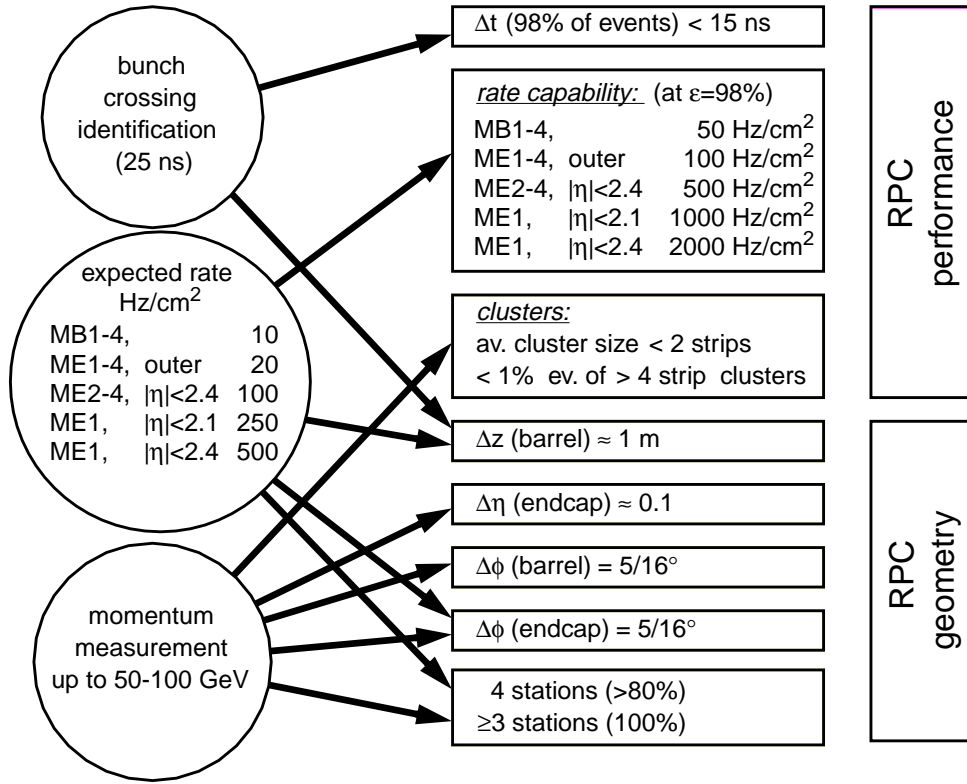 bunch
crossing
identification
(25 ns)
expected rate
Hz/cm²
MB1-4, 10
ME1-4, outer 20
ME2-4, |η|<2.4 100
ME1, |η|<2.1 250
ME1, |η|<2.4 500
momentum
measurement
up to 50-100 GeV
Δt (98% of events) < 15 ns
rate capability: (at ε=98%)
MB1-4, 50 Hz/cm²
ME1-4, outer 100 Hz/cm²
ME2-4, |η|<2.4 500 Hz/cm²
ME1, |η|<2.1 1000 Hz/cm²
ME1, |η|<2.4 2000 Hz/cm²
clusters:
av. cluster size < 2 strips
< 1% ev. of > 4 strip clusters
Δz (barrel) ≈ 1 m
Δη (endcap) ≈ 0.1
Δϕ (barrel) = 5/16°
Δϕ (endcap) = 5/16°
4 stations (>80%)
≥3 stations (100%)
RPC
performance
RPC
geometry